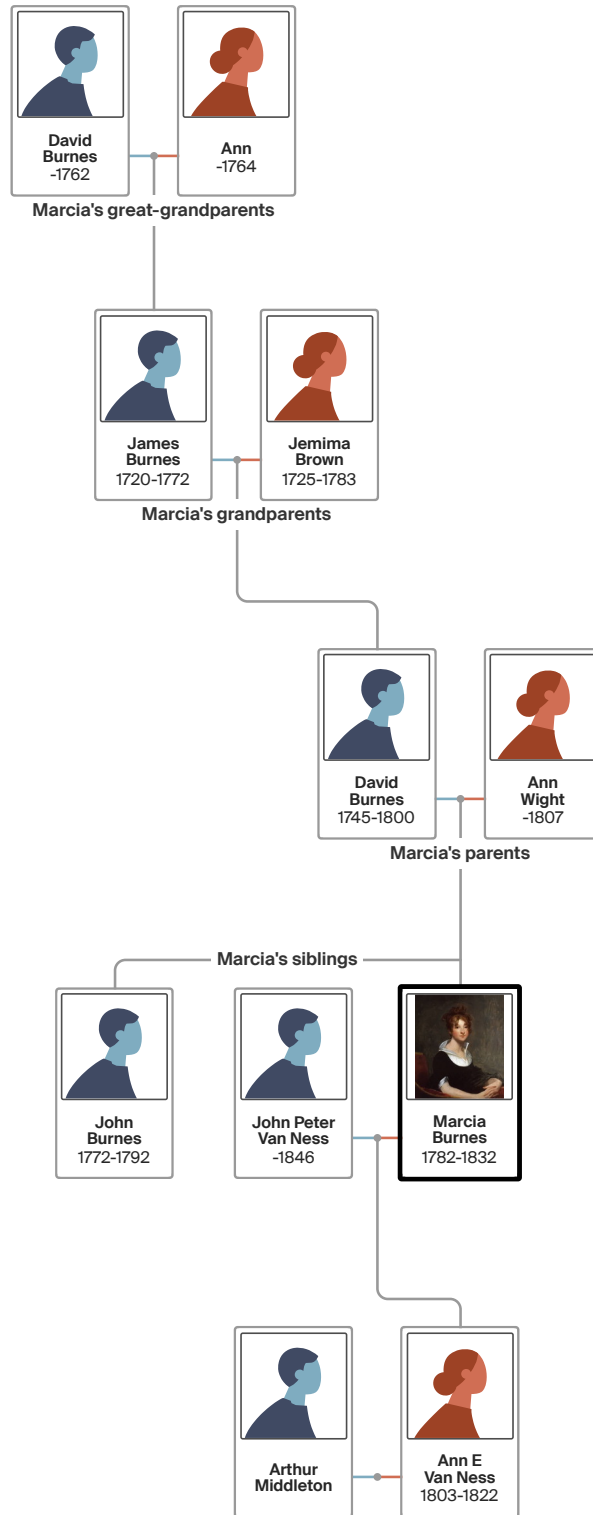 David
Burnes
-1762
Ann
-1764
Marcia's great-grandparents
James
Burnes
1720-1772
Jemima
Brown
1725-1783
Marcia's grandparents
David
Burnes
1745-1800
Ann
Wight
-1807
Marcia's parents
Marcia's siblings
John
Burnes
1772-1792
John Peter
Van Ness
-1846
Marcia
Burnes
1782-1832
Arthur
Middleton
Ann E
Van Ness
1803-1822